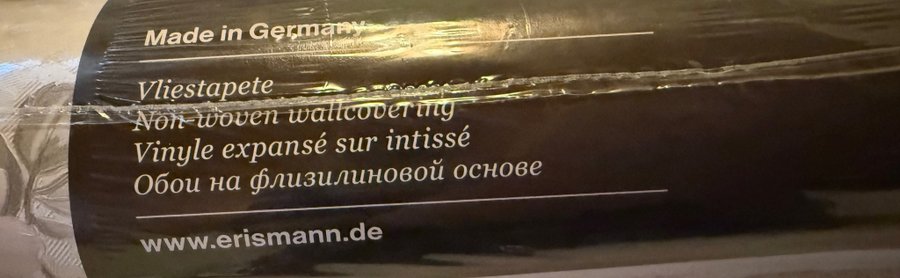 Made in Germany
Vliestapete
Non-woven wallcovering
Vinyle expansé sur intissé
Обои на флизилиновой основе
www.erismann.de